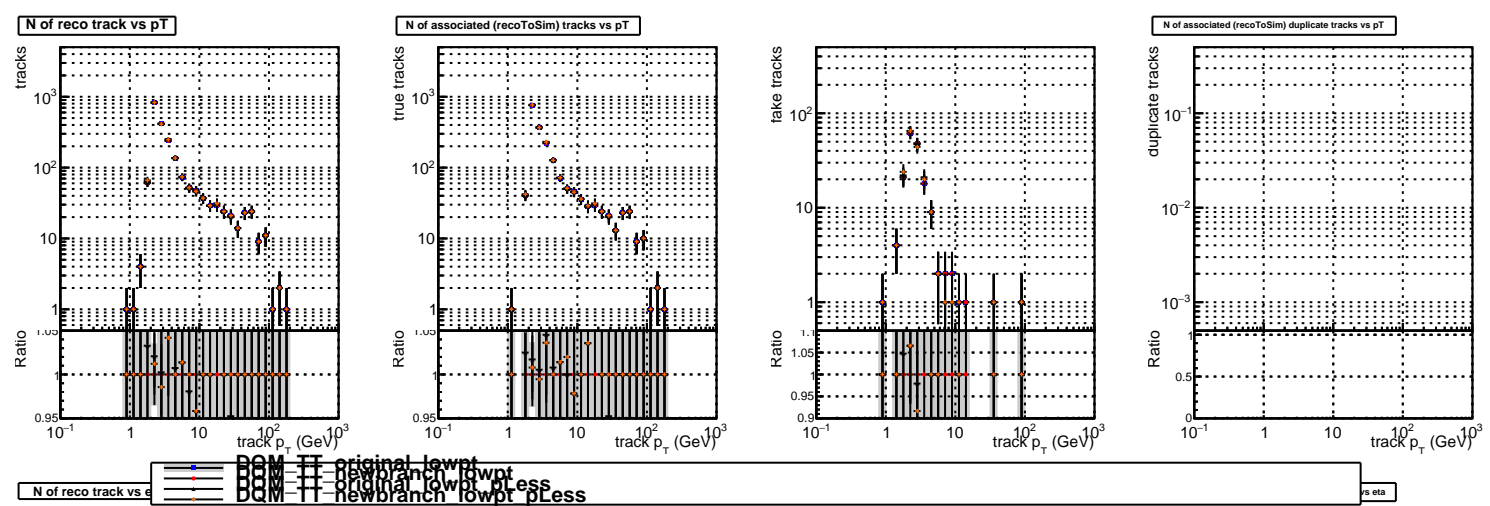 N of reco track vs pT
N of associated (recoToSim) tracks vs pT
N of associated (recoToSim) duplicate tracks vs pT
tracks
10³
10²
10
1
Ratio
1.05
1
0.95
10⁻¹ 1 10 10² 10³
track p_T (GeV)
true tracks
10³
10²
10
1
Ratio
1.05
1
0.95
10⁻¹ 1 10 10² 10³
track p_T (GeV)
fake tracks
10²
10
1
Ratio
1.1
1.05
1
0.95
0.9
10⁻¹ 1 10 10² 10³
track p_T (GeV)
duplicate tracks
10⁻¹
10⁻²
10⁻³
Ratio
1
0.5
0
10⁻¹ 1 10 10² 10³
track p_T (GeV)
DQM_TT_original_lowpt
DQM_TT_newbranch_lowpt
DQM_TT_original_lowpt_pLess
DQM_TT_newbranch_lowpt_pLess
N of reco track vs e
vs eta